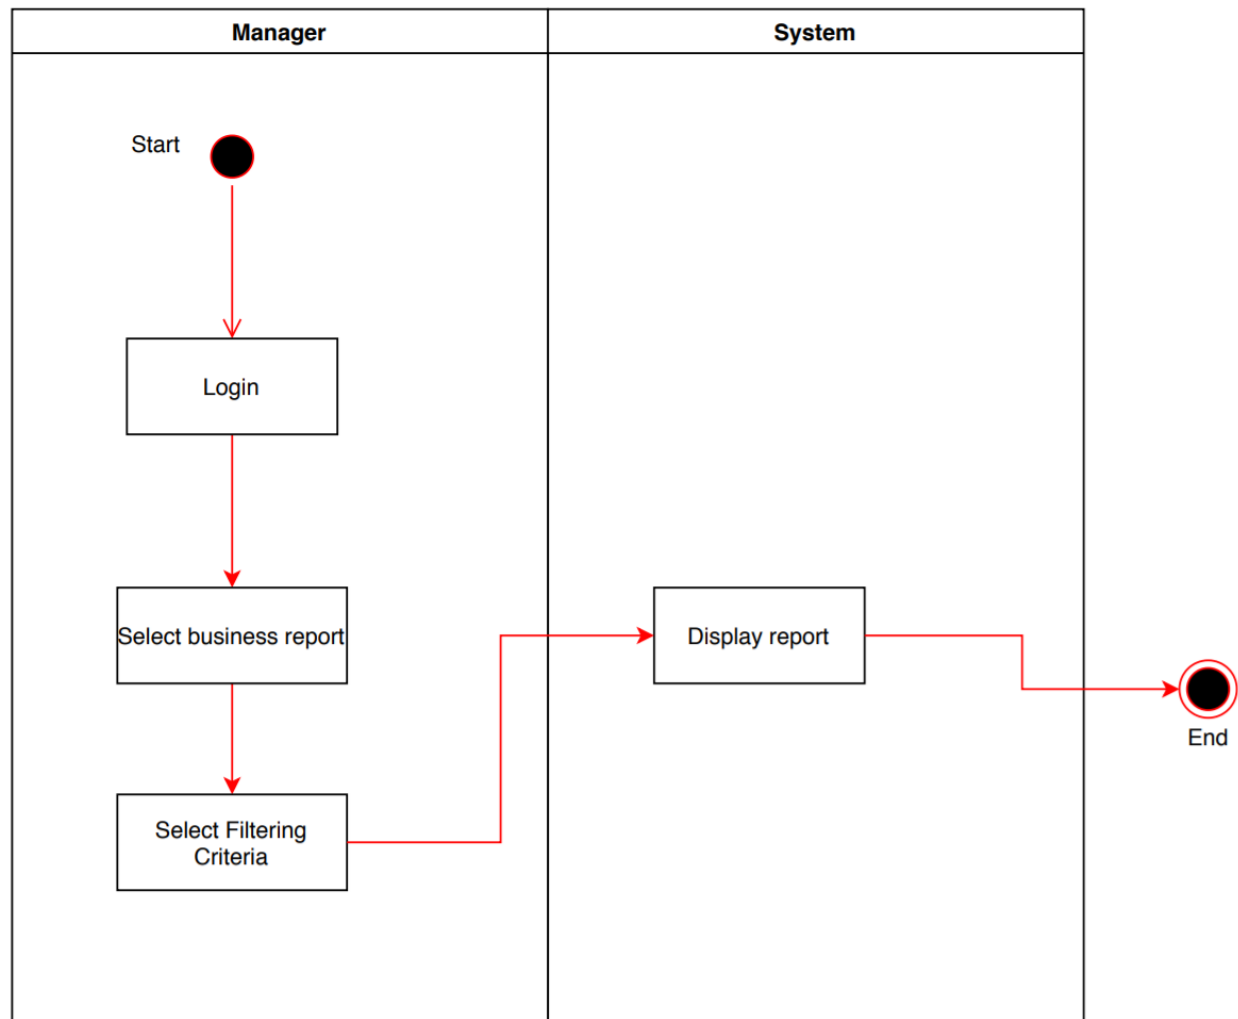 Manager
System
Start
Login
Select business report
Display report
End
Select Filtering
Criteria